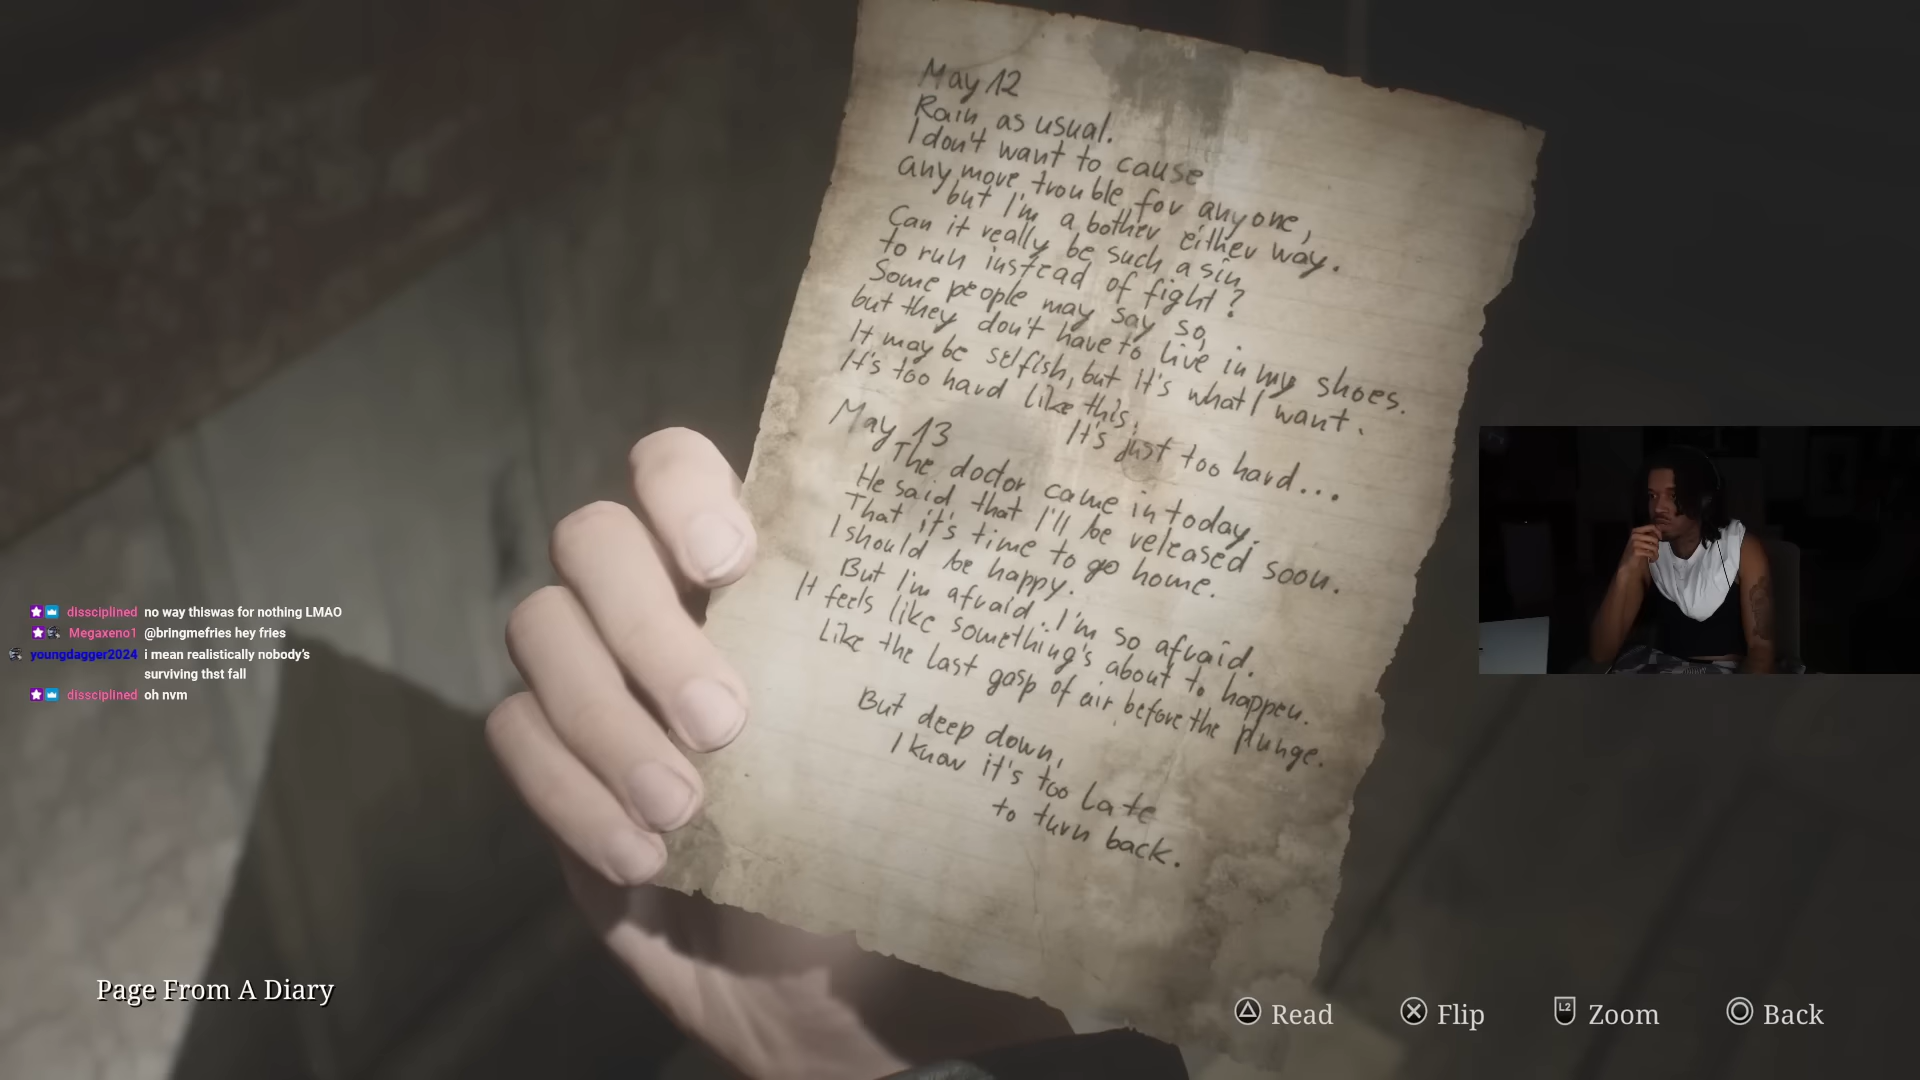 May 12
Rain as usual.
I don't want to cause
any more trouble for anyone,
but I'm a bother either way.
Can it really be such a sin
to run instead of fight?
Some people may say so,
but they don't have to live in my shoes.
It may be selfish, but it's what I want.
It's too hard like this.
It's just too hard...
May 13
The doctor came in today.
He said that I'll be released soon.
That it's time to go home.
I should be happy.
But I'm afraid. I'm so afraid.
It feels like something's about to happen.
Like the last gasp of air before the plunge.
But deep down,
I know it's too late
to turn back.
dissciplined no way thiswas for nothing LMAO
Megaxeno1 @bringmefries hey fries
youngdagger2024 i mean realistically nobody's
surviving thst fall
dissciplined oh nvm
Page From A Diary
Read Flip L2 Zoom Back